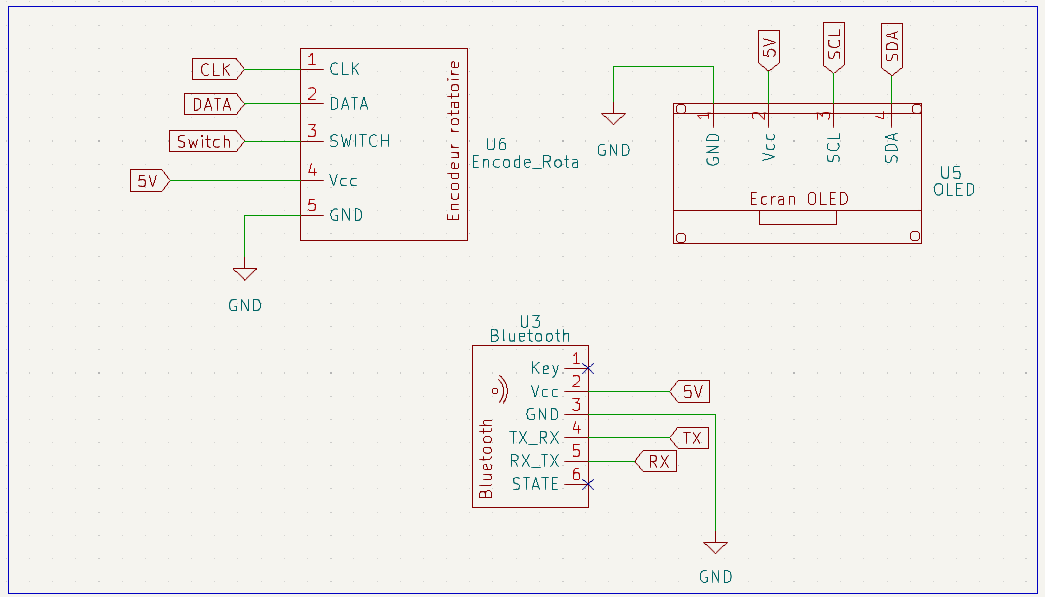 CLK 1 CLK
DATA 2 DATA
Switch 3 SWITCH
5V 4 Vcc
5 GND
GND
Encodeur rotatoire
U6
Encode_Rota
GND
5V
SCL
SDA
1 GND
2 Vcc
3 SCL
4 SDA
Ecran OLED
U5
OLED
U3
Bluetooth
Bluetooth
Key 1
Vcc 2 5V
GND 3
TX_RX 4 TX
RX_TX 5 RX
STATE 6
GND